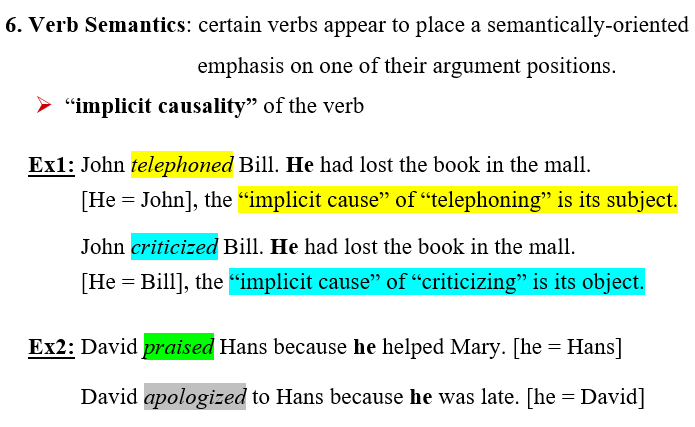 6. Verb Semantics: certain verbs appear to place a semantically-oriented
emphasis on one of their argument positions.
➤ “implicit causality” of the verb
Ex1: John telephoned Bill. He had lost the book in the mall.
[He = John], the “implicit cause” of “telephoning” is its subject.
John criticized Bill. He had lost the book in the mall.
[He = Bill], the “implicit cause” of “criticizing” is its object.
Ex2: David praised Hans because he helped Mary. [he = Hans]
David apologized to Hans because he was late. [he = David]